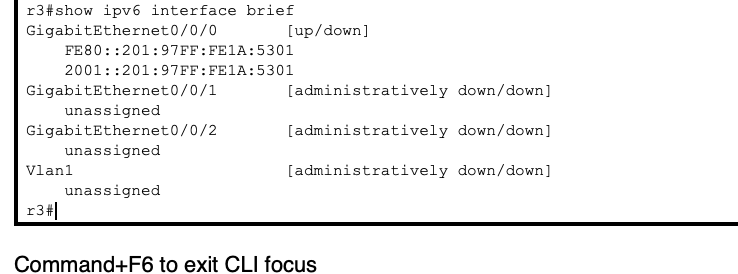 r3#show ipv6 interface brief
GigabitEthernet0/0/0 [up/down]
FE80::201:97FF:FE1A:5301
2001::201:97FF:FE1A:5301
GigabitEthernet0/0/1 [administratively down/down]
unassigned
GigabitEthernet0/0/2 [administratively down/down]
unassigned
Vlan1 [administratively down/down]
unassigned
r3#
Command+F6 to exit CLI focus